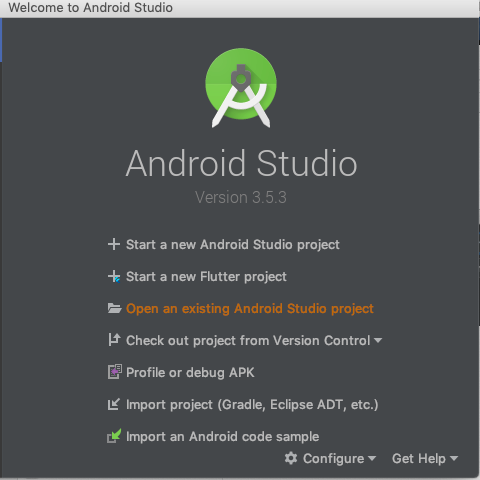 Welcome to Android Studio
Android Studio
Version 3.5.3
Start a new Android Studio project
Start a new Flutter project
Open an existing Android Studio project
Check out project from Version Control
Profile or debug APK
Import project (Gradle, Eclipse ADT, etc.)
Import an Android code sample
Configure Get Help